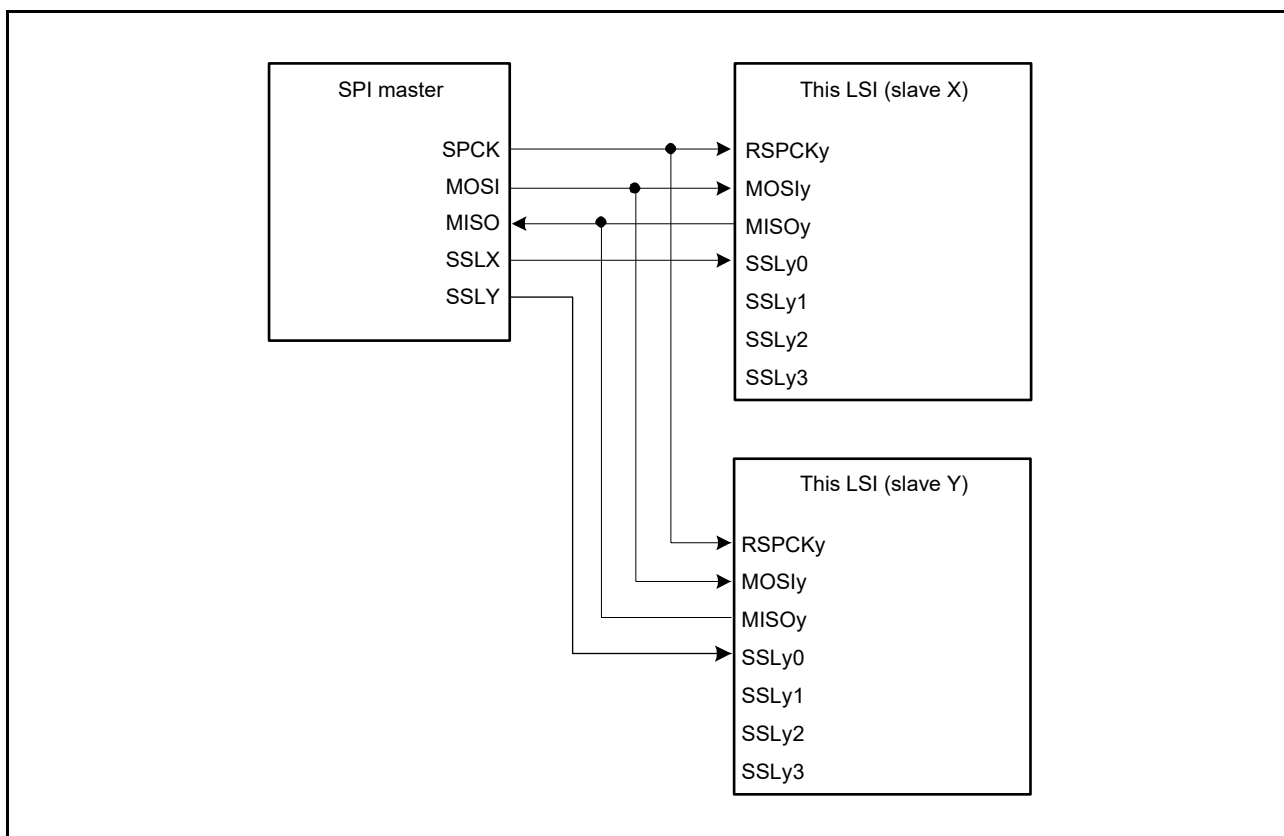 SPI master
SPCK
MOSI
MISO
SSLX
SSLY
This LSI (slave X)
RSPCKy
MOSIy
MISOy
SSLy0
SSLy1
SSLy2
SSLy3
This LSI (slave Y)
RSPCKy
MOSIy
MISOy
SSLy0
SSLy1
SSLy2
SSLy3